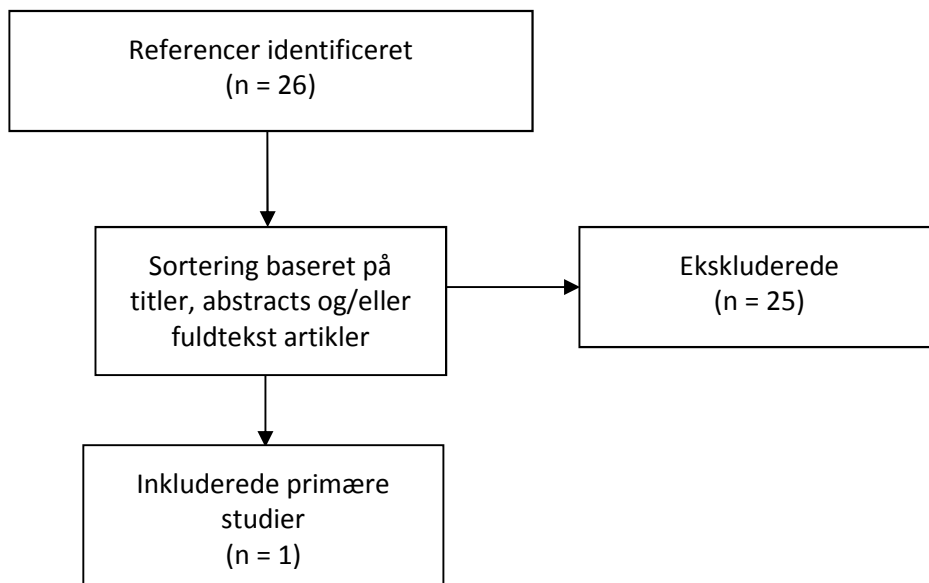 Referencer identificeret
(n = 26)
Sortering baseret på
titler, abstracts og/eller
fuldtekst artikler
Ekskluderede
(n = 25)
Inkluderede primære
studier
(n = 1)